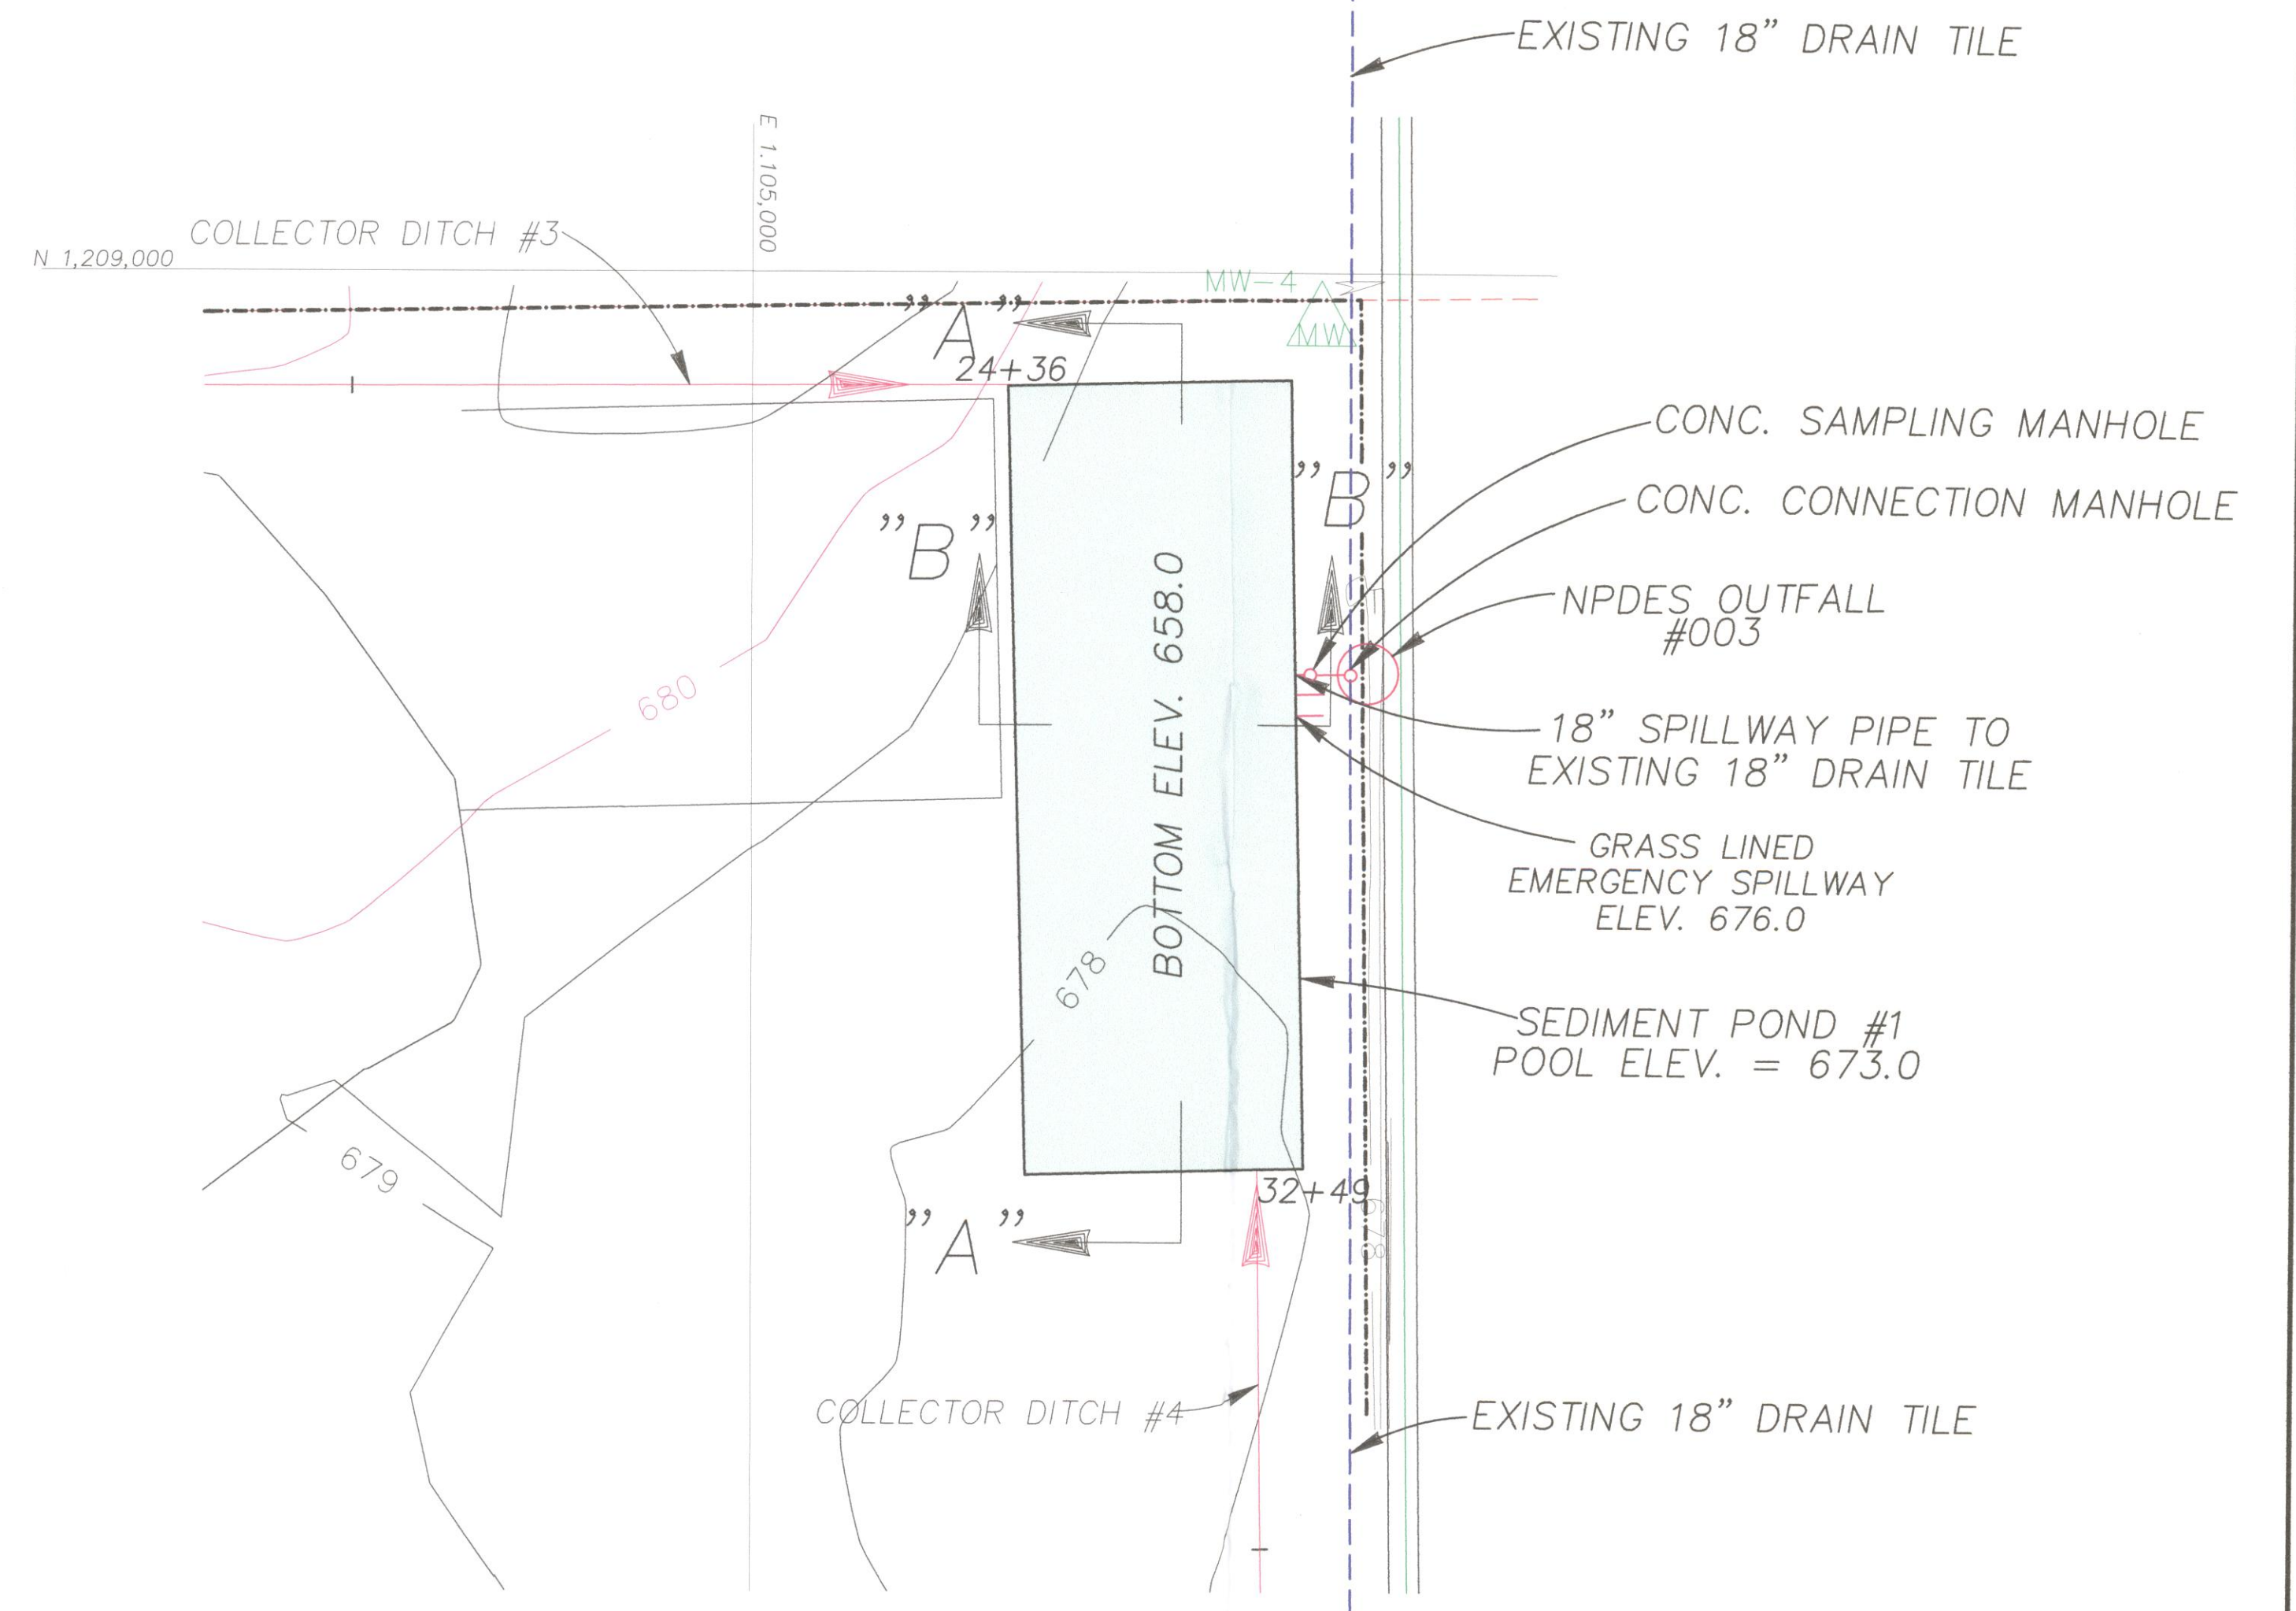 EXISTING 18" DRAIN TILE
E 1.105,000
COLLECTOR DITCH #3
N 1,209,000
MW-4
MW
"A"
24+36
CONC. SAMPLING MANHOLE
"B"
"B"
CONC. CONNECTION MANHOLE
NPDES OUTFALL
#003
BOTTOM ELEV. 658.0
680
18" SPILLWAY PIPE TO
EXISTING 18" DRAIN TILE
GRASS LINED
EMERGENCY SPILLWAY
ELEV. 676.0
678
SEDIMENT POND #1
POOL ELEV. = 673.0
679
32+49
678
"A"
COLLECTOR DITCH #4
EXISTING 18" DRAIN TILE